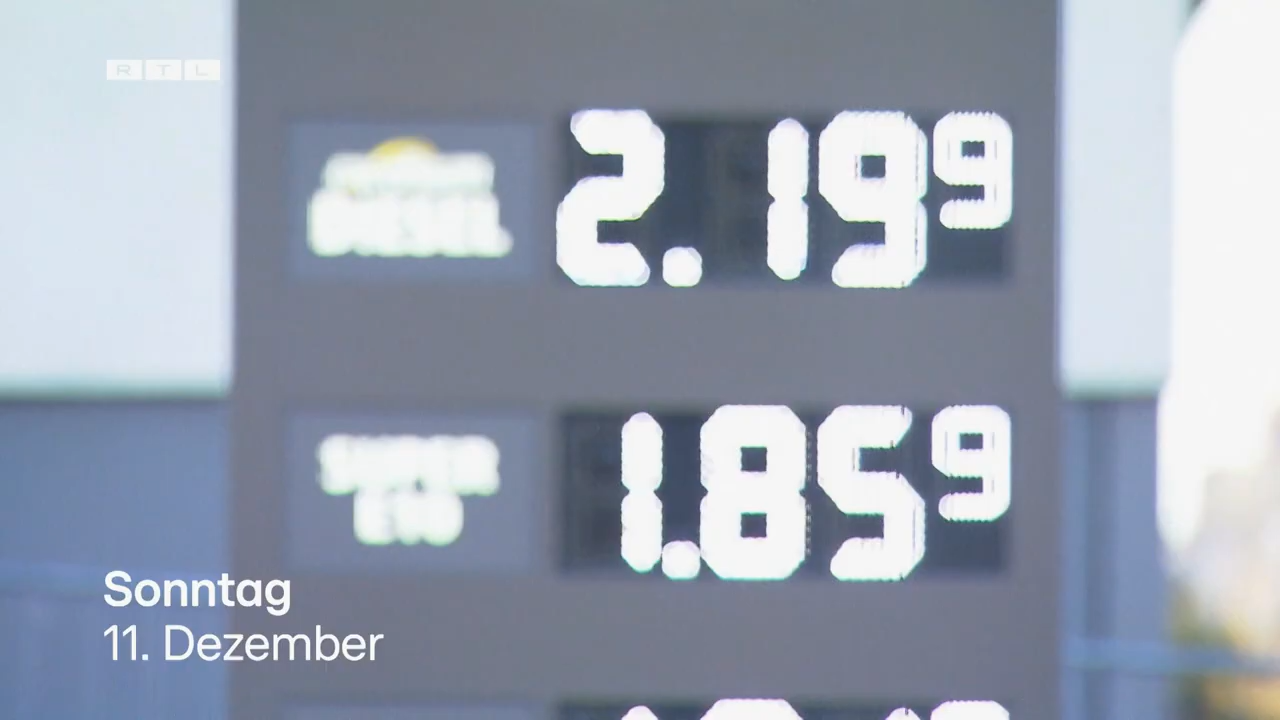 RTL
DIESEL
2.19⁹
SUPER
E10
1.85⁹
Sonntag
11. Dezember